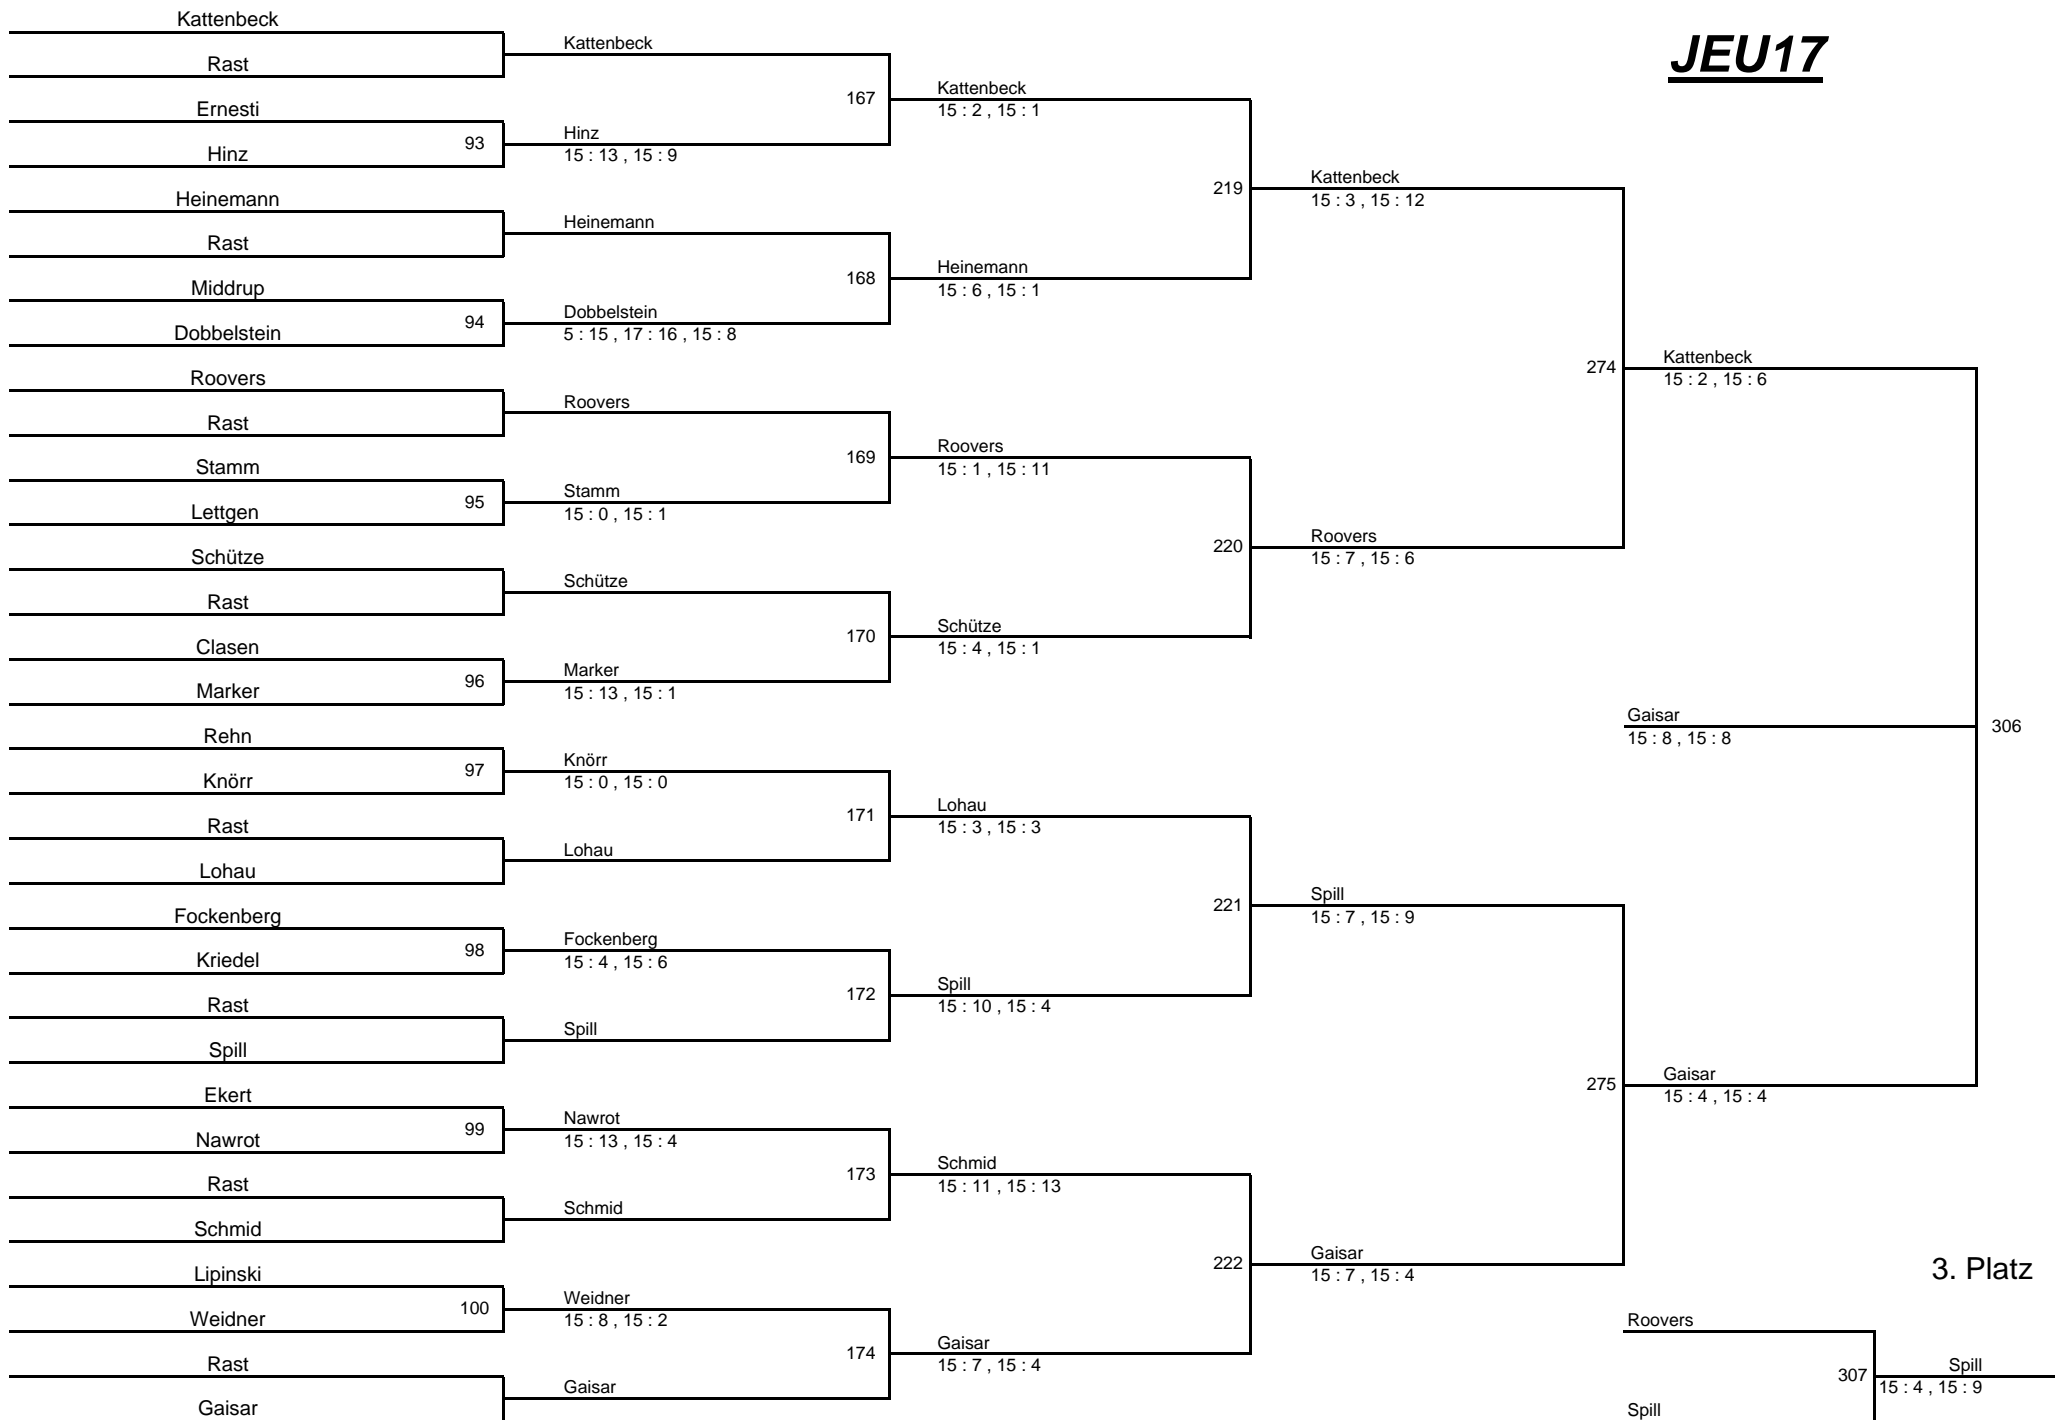 JEU17
Kattenbeck
Rast
Ernesti
Hinz
93
Heinemann
Rast
Middrup
Dobbelstein
94
Roovers
Rast
Stamm
Lettgen
95
Schütze
Rast
Clasen
Marker
96
Rehn
Knörr
97
Rast
Lohau
Fockenberg
Kriedel
98
Rast
Spill
Ekert
Nawrot
99
Rast
Schmid
Lipinski
Weidner
100
Rast
Gaisar
Kattenbeck
Hinz
15 : 13 , 15 : 9
167
Heinemann
Dobbelstein
5 : 15 , 17 : 16 , 15 : 8
168
Roovers
Stamm
15 : 0 , 15 : 1
169
Schütze
Marker
15 : 13 , 15 : 1
170
Knörr
15 : 0 , 15 : 0
Lohau
171
Fockenberg
15 : 4 , 15 : 6
Spill
172
Nawrot
15 : 13 , 15 : 4
Schmid
173
Weidner
15 : 8 , 15 : 2
Gaisar
174
Kattenbeck
15 : 2 , 15 : 1
Heinemann
15 : 6 , 15 : 1
219
Roovers
15 : 1 , 15 : 11
Schütze
15 : 4 , 15 : 1
220
Lohau
15 : 3 , 15 : 3
Spill
15 : 10 , 15 : 4
221
Schmid
15 : 11 , 15 : 13
Gaisar
15 : 7 , 15 : 4
222
Kattenbeck
15 : 3 , 15 : 12
Roovers
15 : 7 , 15 : 6
274
Spill
15 : 7 , 15 : 9
Gaisar
15 : 7 , 15 : 4
275
Kattenbeck
15 : 2 , 15 : 6
Gaisar
15 : 8 , 15 : 8
306
Gaisar
15 : 4 , 15 : 4
3. Platz
Roovers
Spill
307
Spill
15 : 4 , 15 : 9